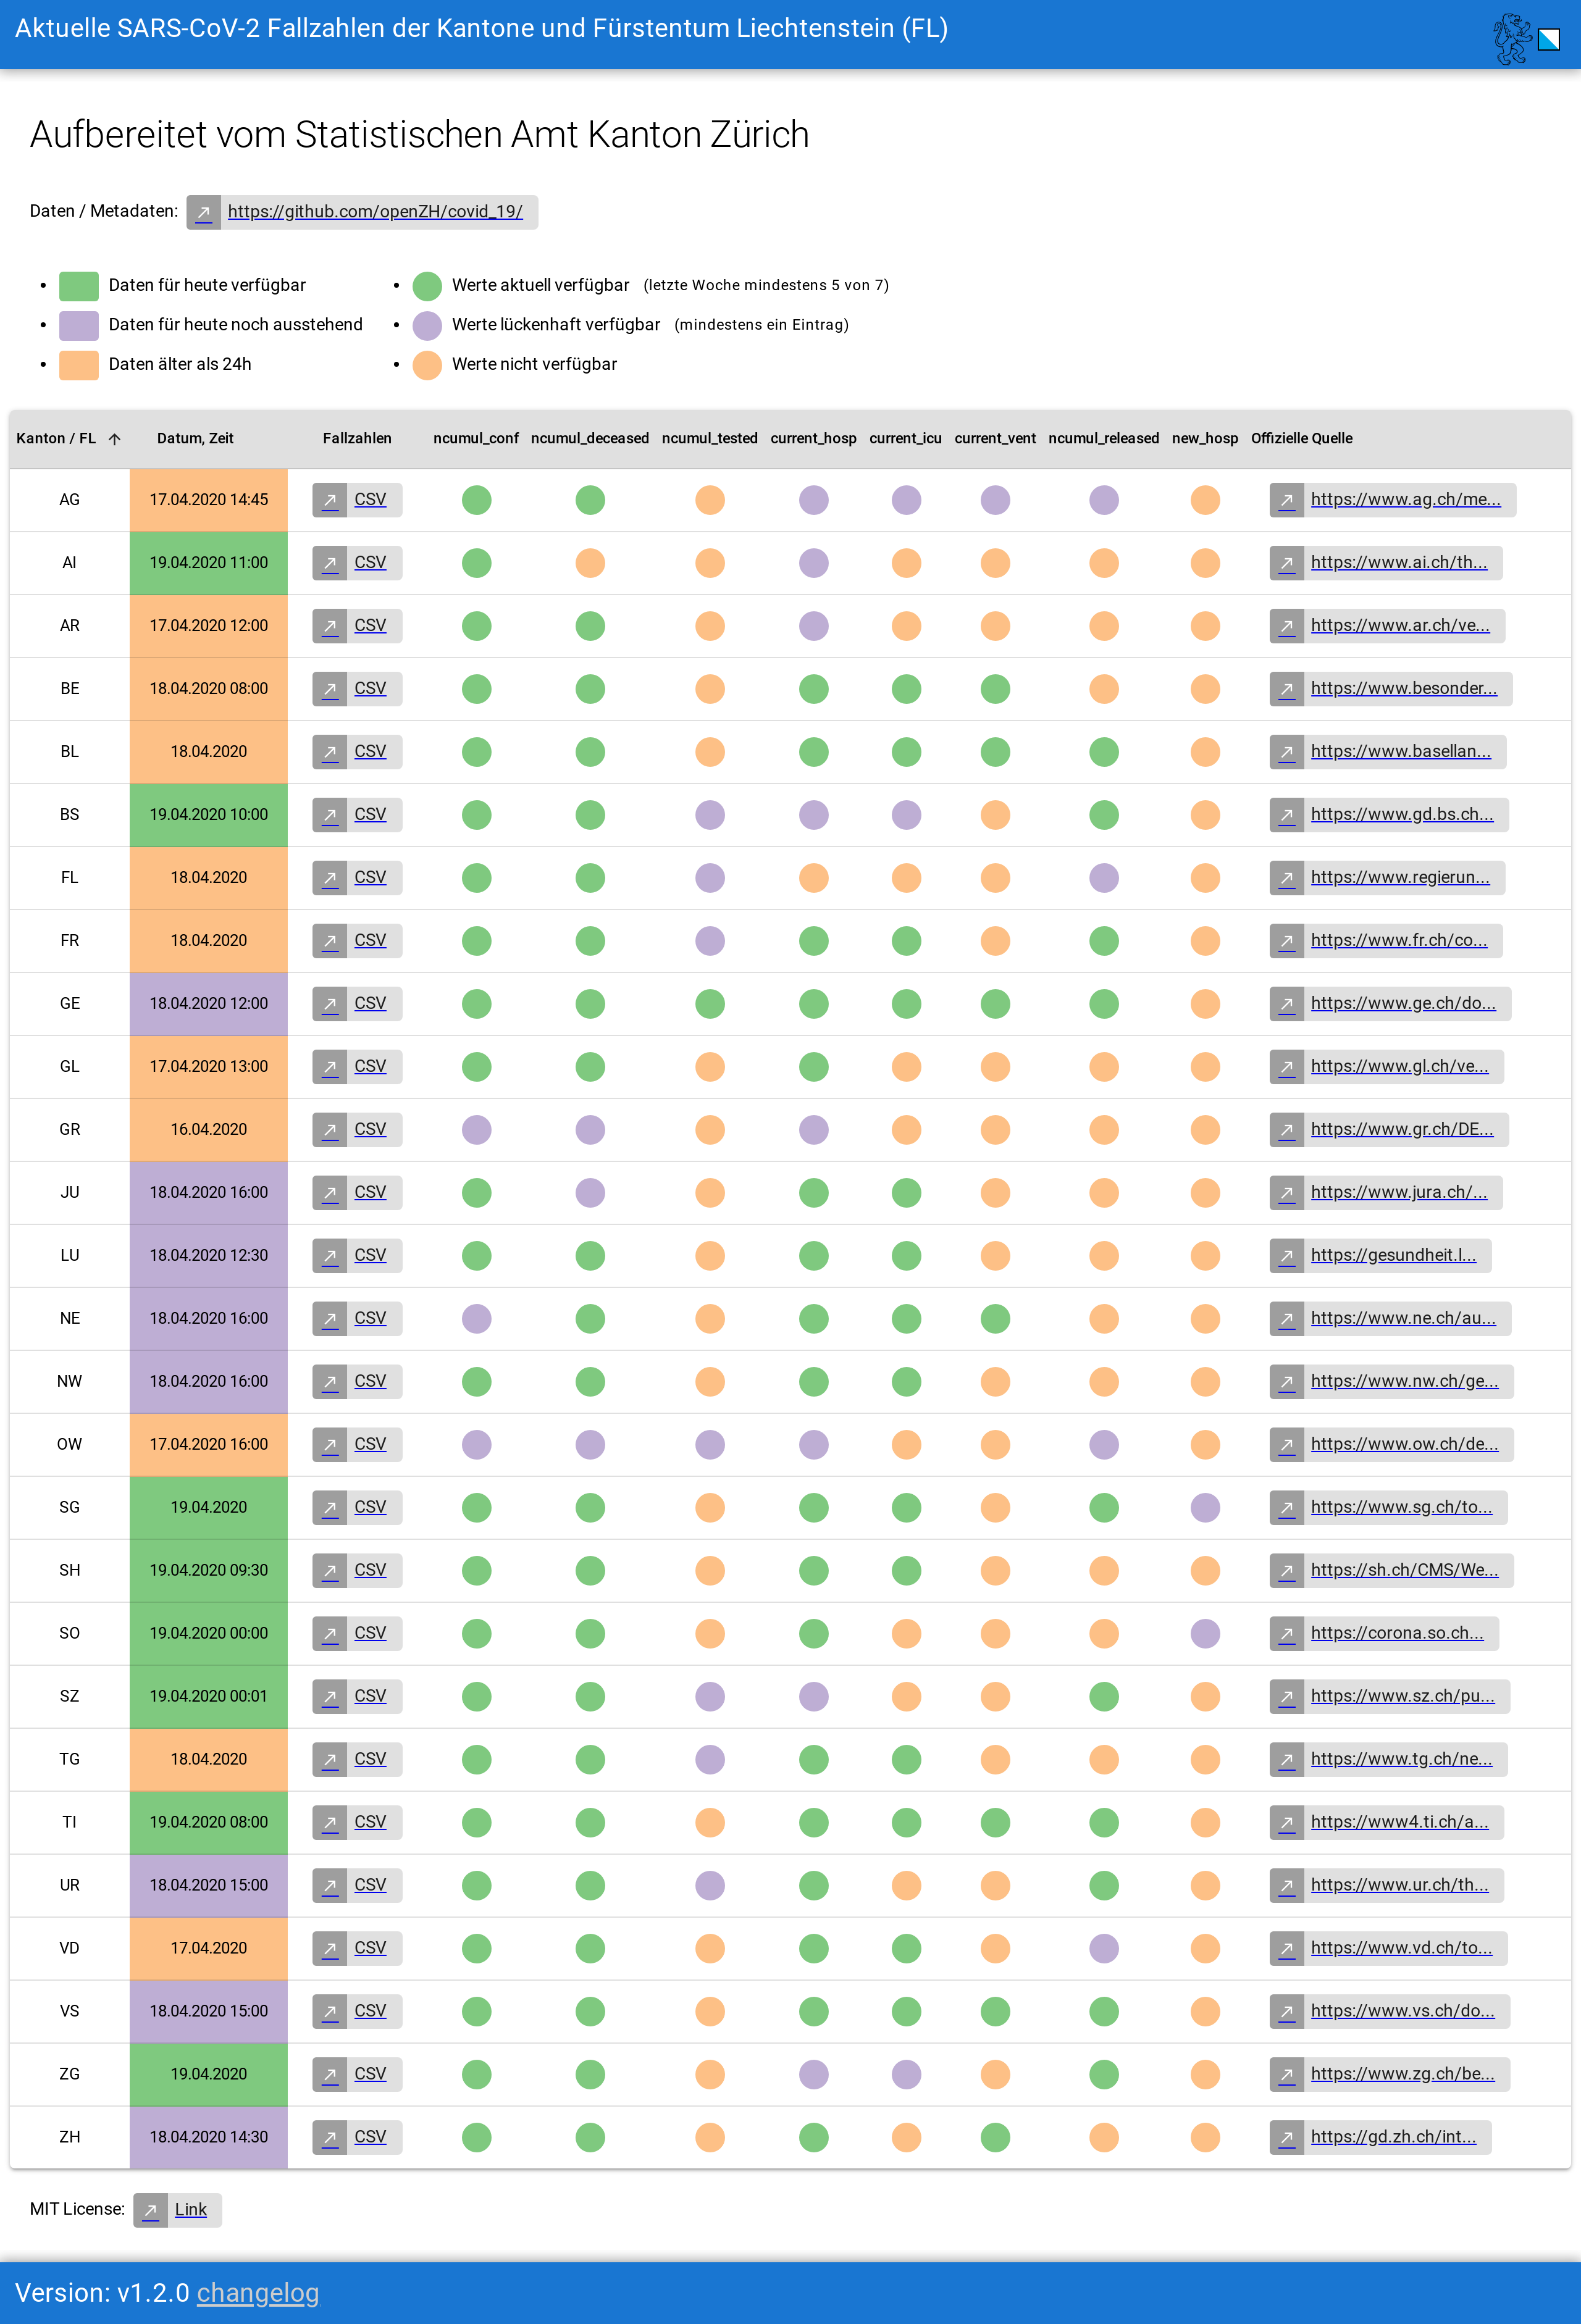 Aktuelle SARS-CoV-2 Fallzahlen der Kantone und Fürstentum Liechtenstein (FL)
Aufbereitet vom Statistischen Amt Kanton Zürich
Daten / Metadaten: https://github.com/openZH/covid_19/
Daten für heute verfügbar
Daten für heute noch ausstehend
Daten älter als 24h
Werte aktuell verfügbar (letzte Woche mindestens 5 von 7)
Werte lückenhaft verfügbar (mindestens ein Eintrag)
Werte nicht verfügbar
Kanton / FL Datum, Zeit Fallzahlen ncumul_conf ncumul_deceased ncumul_tested current_hosp current_icu current_vent ncumul_released new_hosp Offizielle Quelle
AG 17.04.2020 14:45 CSV https://www.ag.ch/me...
AI 19.04.2020 11:00 CSV https://www.ai.ch/th...
AR 17.04.2020 12:00 CSV https://www.ar.ch/ve...
BE 18.04.2020 08:00 CSV https://www.besonder...
BL 18.04.2020 CSV https://www.basellan...
BS 19.04.2020 10:00 CSV https://www.gd.bs.ch...
FL 18.04.2020 CSV https://www.regierun...
FR 18.04.2020 CSV https://www.fr.ch/co...
GE 18.04.2020 12:00 CSV https://www.ge.ch/do...
GL 17.04.2020 13:00 CSV https://www.gl.ch/ve...
GR 16.04.2020 CSV https://www.gr.ch/DE...
JU 18.04.2020 16:00 CSV https://www.jura.ch/...
LU 18.04.2020 12:30 CSV https://gesundheit.l...
NE 18.04.2020 16:00 CSV https://www.ne.ch/au...
NW 18.04.2020 16:00 CSV https://www.nw.ch/ge...
OW 17.04.2020 16:00 CSV https://www.ow.ch/de...
SG 19.04.2020 CSV https://www.sg.ch/to...
SH 19.04.2020 09:30 CSV https://sh.ch/CMS/We...
SO 19.04.2020 00:00 CSV https://corona.so.ch...
SZ 19.04.2020 00:01 CSV https://www.sz.ch/pu...
TG 18.04.2020 CSV https://www.tg.ch/ne...
TI 19.04.2020 08:00 CSV https://www4.ti.ch/a...
UR 18.04.2020 15:00 CSV https://www.ur.ch/th...
VD 17.04.2020 CSV https://www.vd.ch/to...
VS 18.04.2020 15:00 CSV https://www.vs.ch/do...
ZG 19.04.2020 CSV https://www.zg.ch/be...
ZH 18.04.2020 14:30 CSV https://gd.zh.ch/int...
MIT License: Link
Version: v1.2.0 changelog